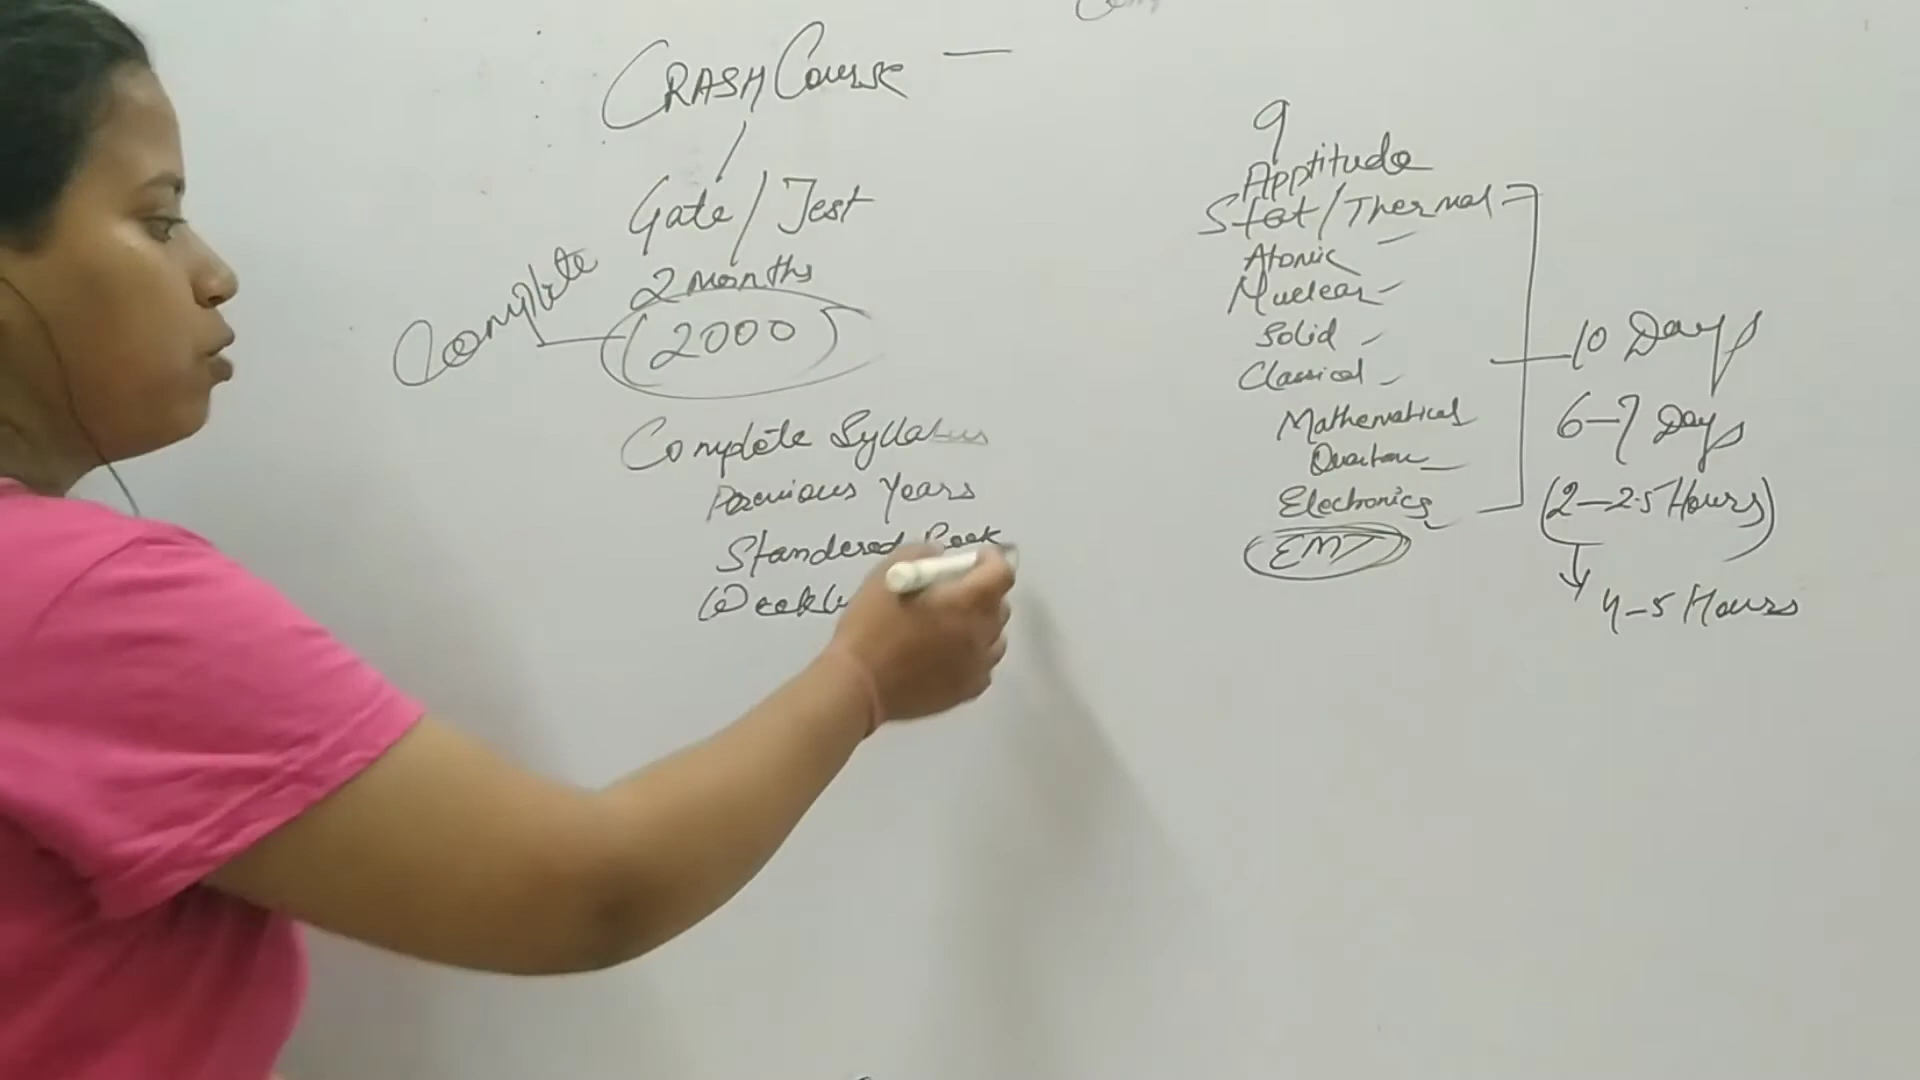 CRASH Course —
Gate / Jest
2 months
(2000)
Complete
Complete Syllabus
Previous Years
Standered Book
Weekly
9
Apptitude
Stat / Thermal
Atomic
Nuclear
Solid
Classical
Mathematical
Quantum
Electronics
EMT
10 Days
6-7 Days
(2-2.5 Hours)
4-5 Hours